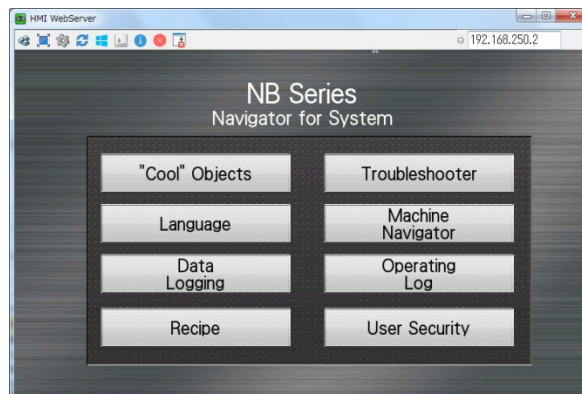 HMI WebServer
192.168.250.2
NB Series
Navigator for System
"Cool" Objects
Troubleshooter
Language
Machine
Navigator
Data
Logging
Operating
Log
Recipe
User Security